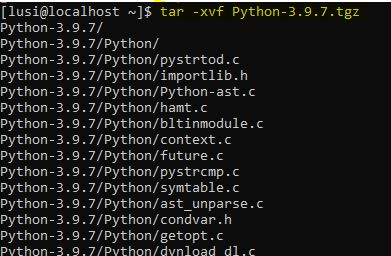 [lusi@localhost ~]$ tar -xvf Python-3.9.7.tgz
Python-3.9.7/
Python-3.9.7/Python/
Python-3.9.7/Python/pystrtod.c
Python-3.9.7/Python/importlib.h
Python-3.9.7/Python/Python-ast.c
Python-3.9.7/Python/hamt.c
Python-3.9.7/Python/bltinmodule.c
Python-3.9.7/Python/context.c
Python-3.9.7/Python/future.c
Python-3.9.7/Python/pystrcmp.c
Python-3.9.7/Python/symtable.c
Python-3.9.7/Python/ast_unparse.c
Python-3.9.7/Python/condvar.h
Python-3.9.7/Python/getopt.c
Python-3.9.7/Python/dynload_dl.c